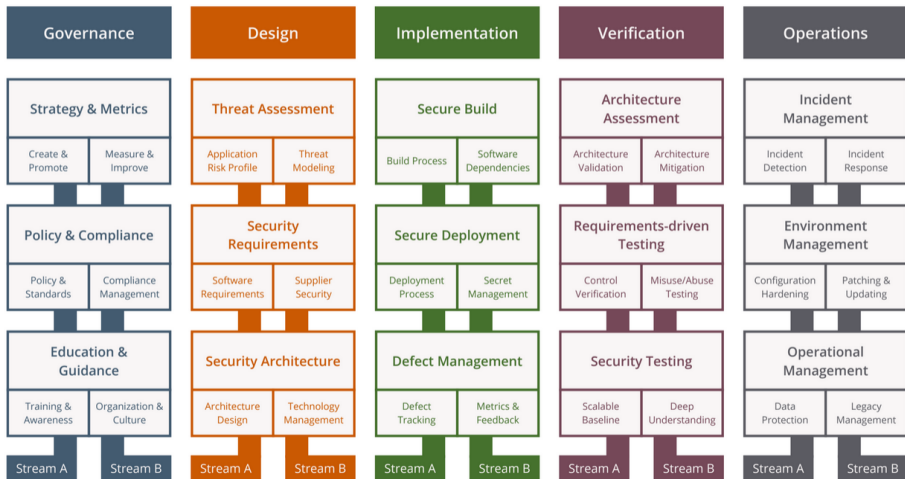 Governance
Design
Implementation
Verification
Operations
Strategy & Metrics
Create &
Promote
Measure &
Improve
Policy & Compliance
Policy &
Standards
Compliance
Management
Education &
Guidance
Training &
Awareness
Organization &
Culture
Stream A
Stream B
Threat Assessment
Application
Risk Profile
Threat
Modeling
Security
Requirements
Software
Requirements
Supplier
Security
Security Architecture
Architecture
Design
Technology
Management
Stream A
Stream B
Secure Build
Build Process
Software
Dependencies
Secure Deployment
Deployment
Process
Secret
Management
Defect Management
Defect
Tracking
Metrics &
Feedback
Stream A
Stream B
Architecture
Assessment
Architecture
Validation
Architecture
Mitigation
Requirements-driven
Testing
Control
Verification
Misuse/Abuse
Testing
Security Testing
Scalable
Baseline
Deep
Understanding
Stream A
Stream B
Incident
Management
Incident
Detection
Incident
Response
Environment
Management
Configuration
Hardening
Patching &
Updating
Operational
Management
Data
Protection
Legacy
Management
Stream A
Stream B